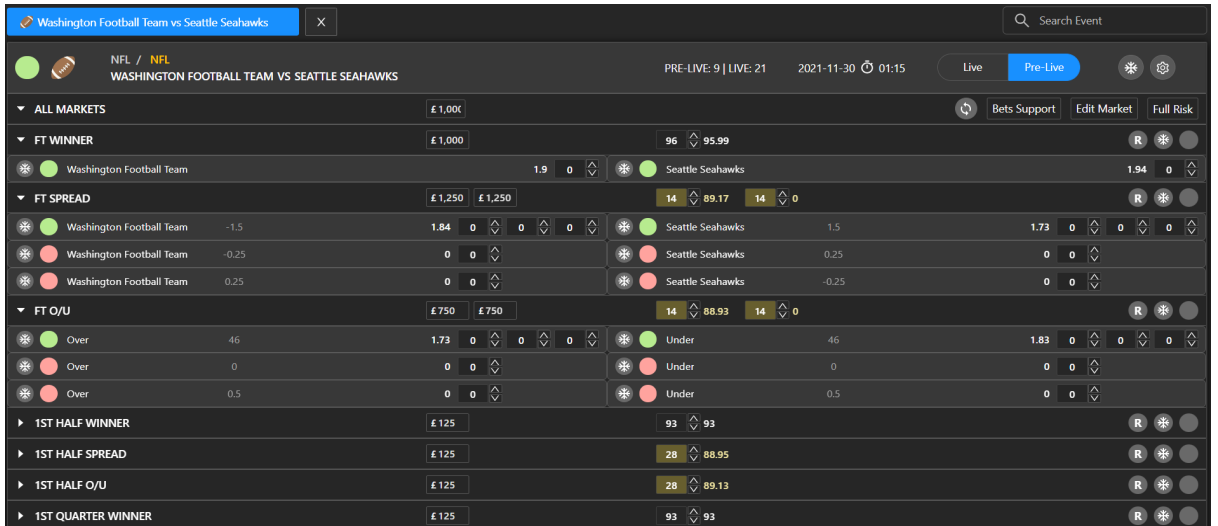 Washington Football Team vs Seattle Seahawks X Search Event
NFL / NFL
WASHINGTON FOOTBALL TEAM VS SEATTLE SEAHAWKS PRE-LIVE: 9 | LIVE: 21 2021-11-30 01:15 Live Pre-Live
ALL MARKETS £ 1,000 Bets Support Edit Market Full Risk
FT WINNER £ 1,000 96 95.99 R
Washington Football Team 1.9 0 Seattle Seahawks 1.94 0
FT SPREAD £ 1,250 £ 1,250 14 89.17 14 0 R
Washington Football Team -1.5 1.84 0 0 0 Seattle Seahawks 1.5 1.73 0 0 0
Washington Football Team -0.25 0 0 Seattle Seahawks 0.25 0 0
Washington Football Team 0.25 0 0 Seattle Seahawks -0.25 0 0
FT O/U £ 750 £ 750 14 88.93 14 0 R
Over 46 1.73 0 0 0 Under 46 1.83 0 0 0
Over 0 0 0 Under 0 0 0
Over 0.5 0 0 Under 0.5 0 0
1ST HALF WINNER £ 125 93 93 R
1ST HALF SPREAD £ 125 28 88.95 R
1ST HALF O/U £ 125 28 89.13 R
1ST QUARTER WINNER £ 125 93 93 R